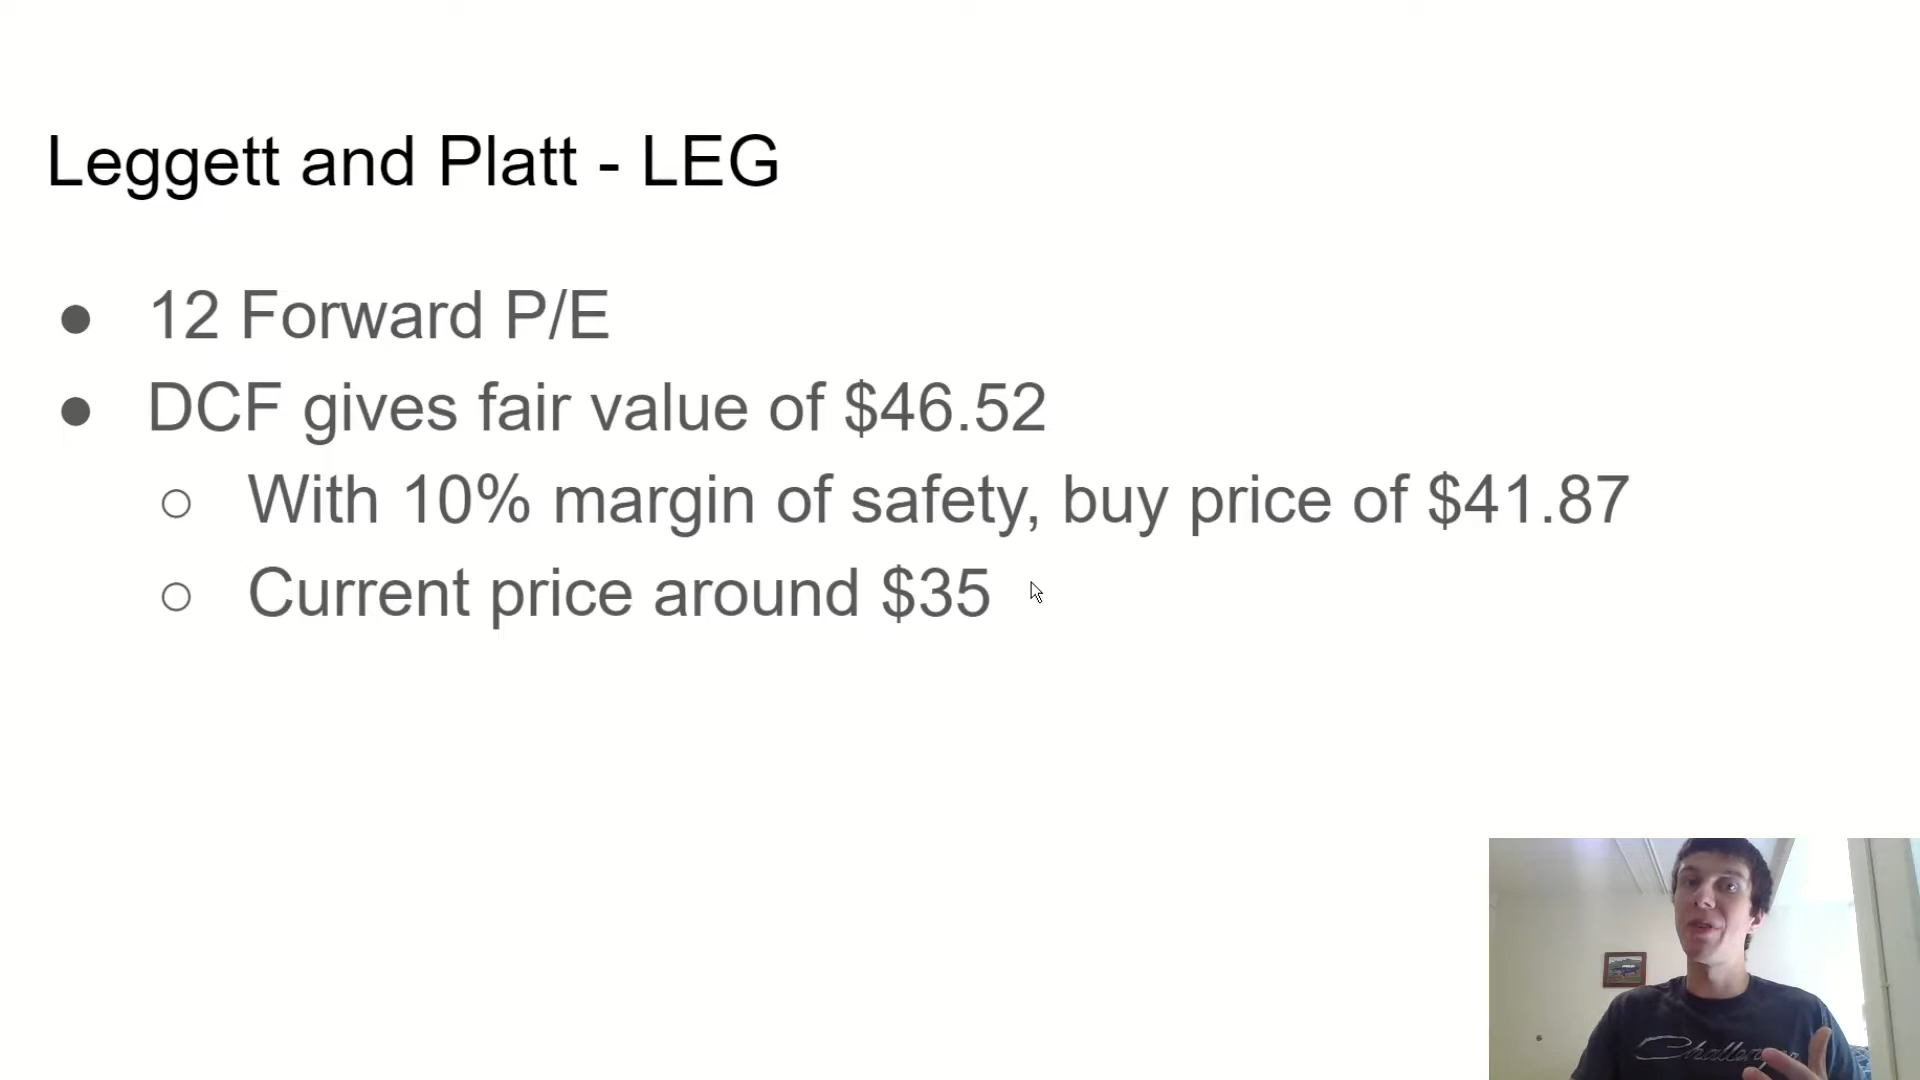 Leggett and Platt - LEG
● 12 Forward P/E
● DCF gives fair value of $46.52
○ With 10% margin of safety, buy price of $41.87
○ Current price around $35